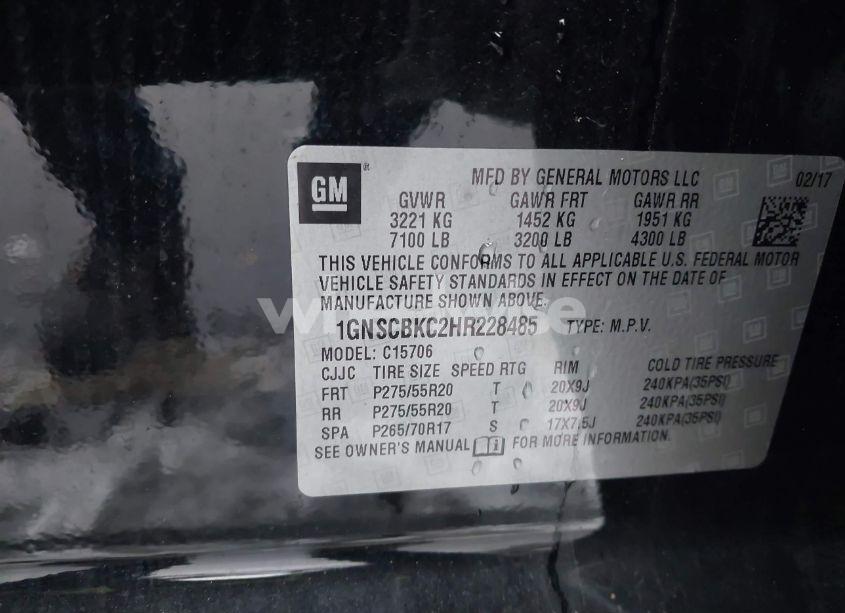 GM ® MFD BY GENERAL MOTORS LLC 02/17
GVWR GAWR FRT GAWR RR
3221 KG 1452 KG 1951 KG
7100 LB 3200 LB 4300 LB
THIS VEHICLE CONFORMS TO ALL APPLICABLE U.S. FEDERAL MOTOR
VEHICLE SAFETY STANDARDS IN EFFECT ON THE DATE OF
MANUFACTURE SHOWN ABOVE.
1GNSCBKC2HR228485 TYPE: M.P.V.
MODEL: C15706
CJJC TIRE SIZE SPEED RTG RIM COLD TIRE PRESSURE
FRT P275/55R20 T 20X9J 240KPA(35PSI)
RR P275/55R20 T 20X9J 240KPA(35PSI)
SPA P265/70R17 S 17X7.5J 240KPA(35PSI)
SEE OWNER'S MANUAL FOR MORE INFORMATION.